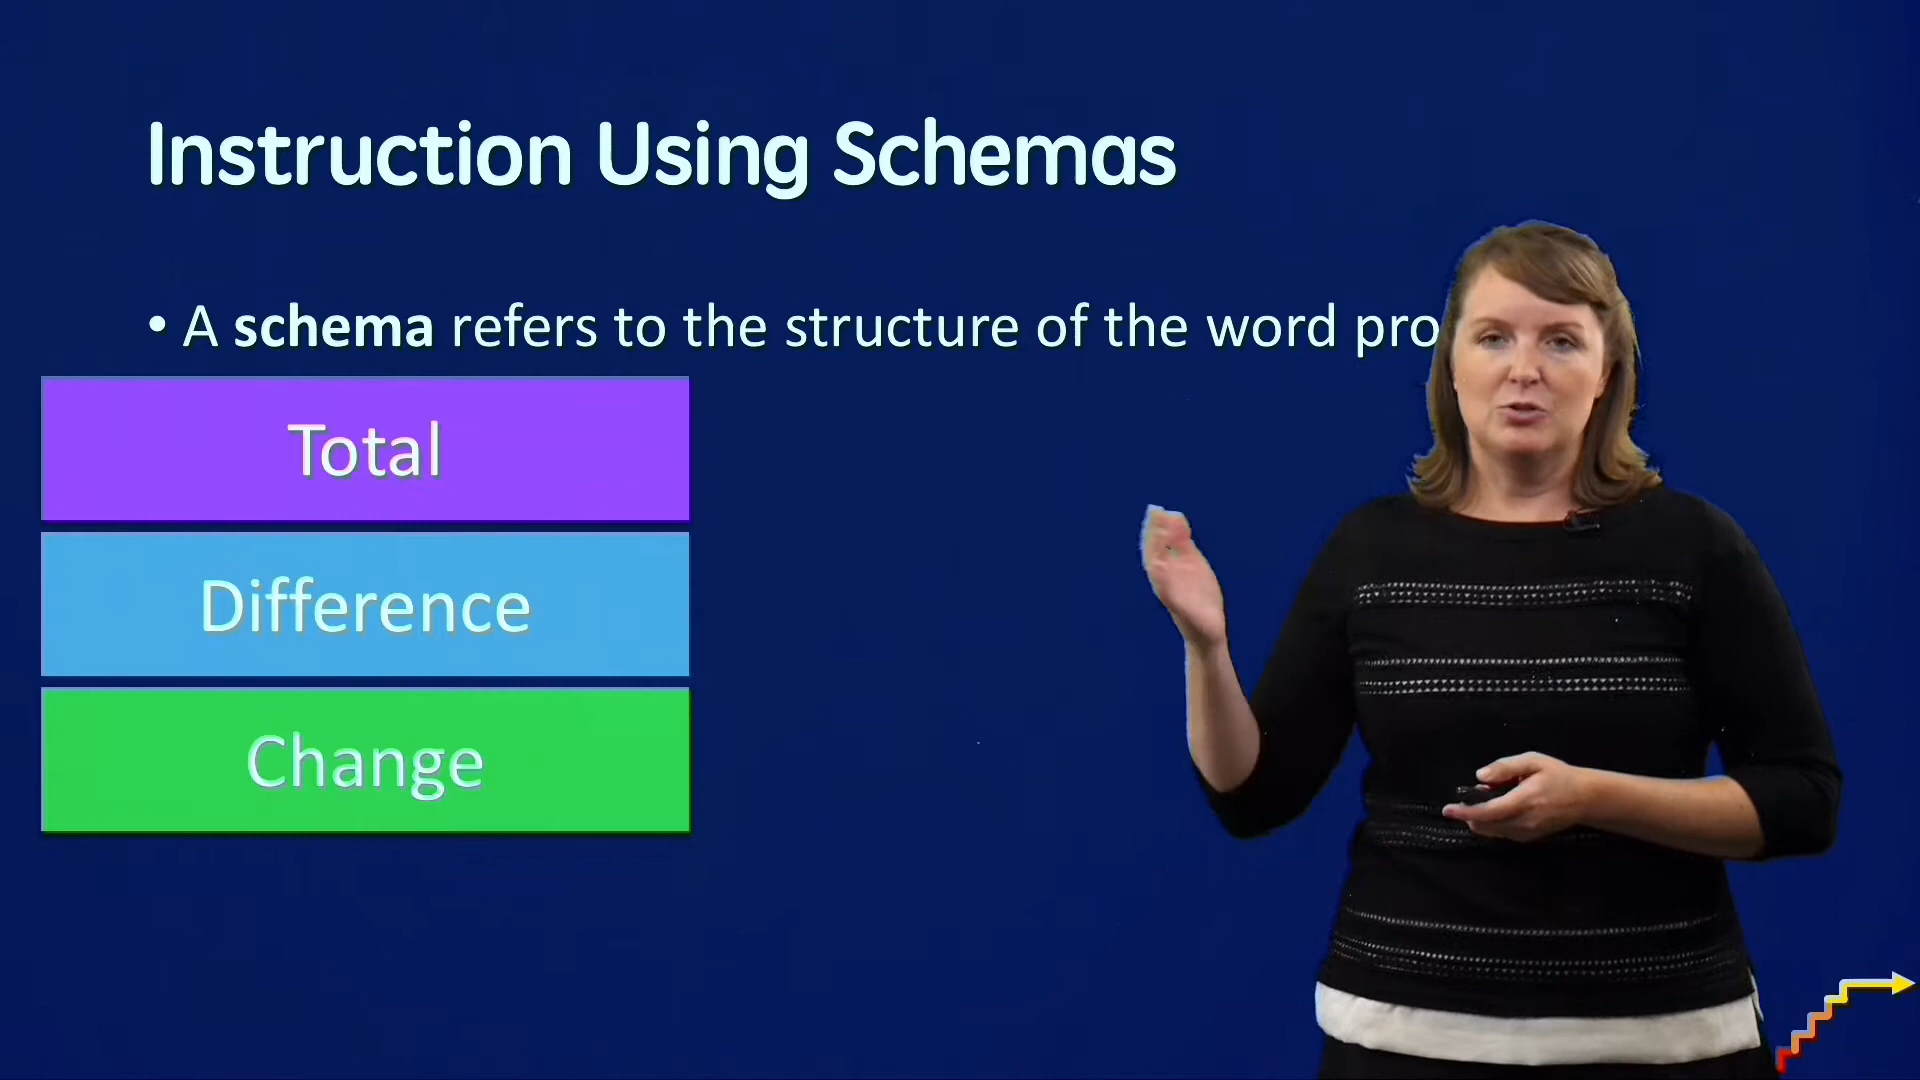 Instruction Using Schemas
• A schema refers to the structure of the word pro
Total
Difference
Change